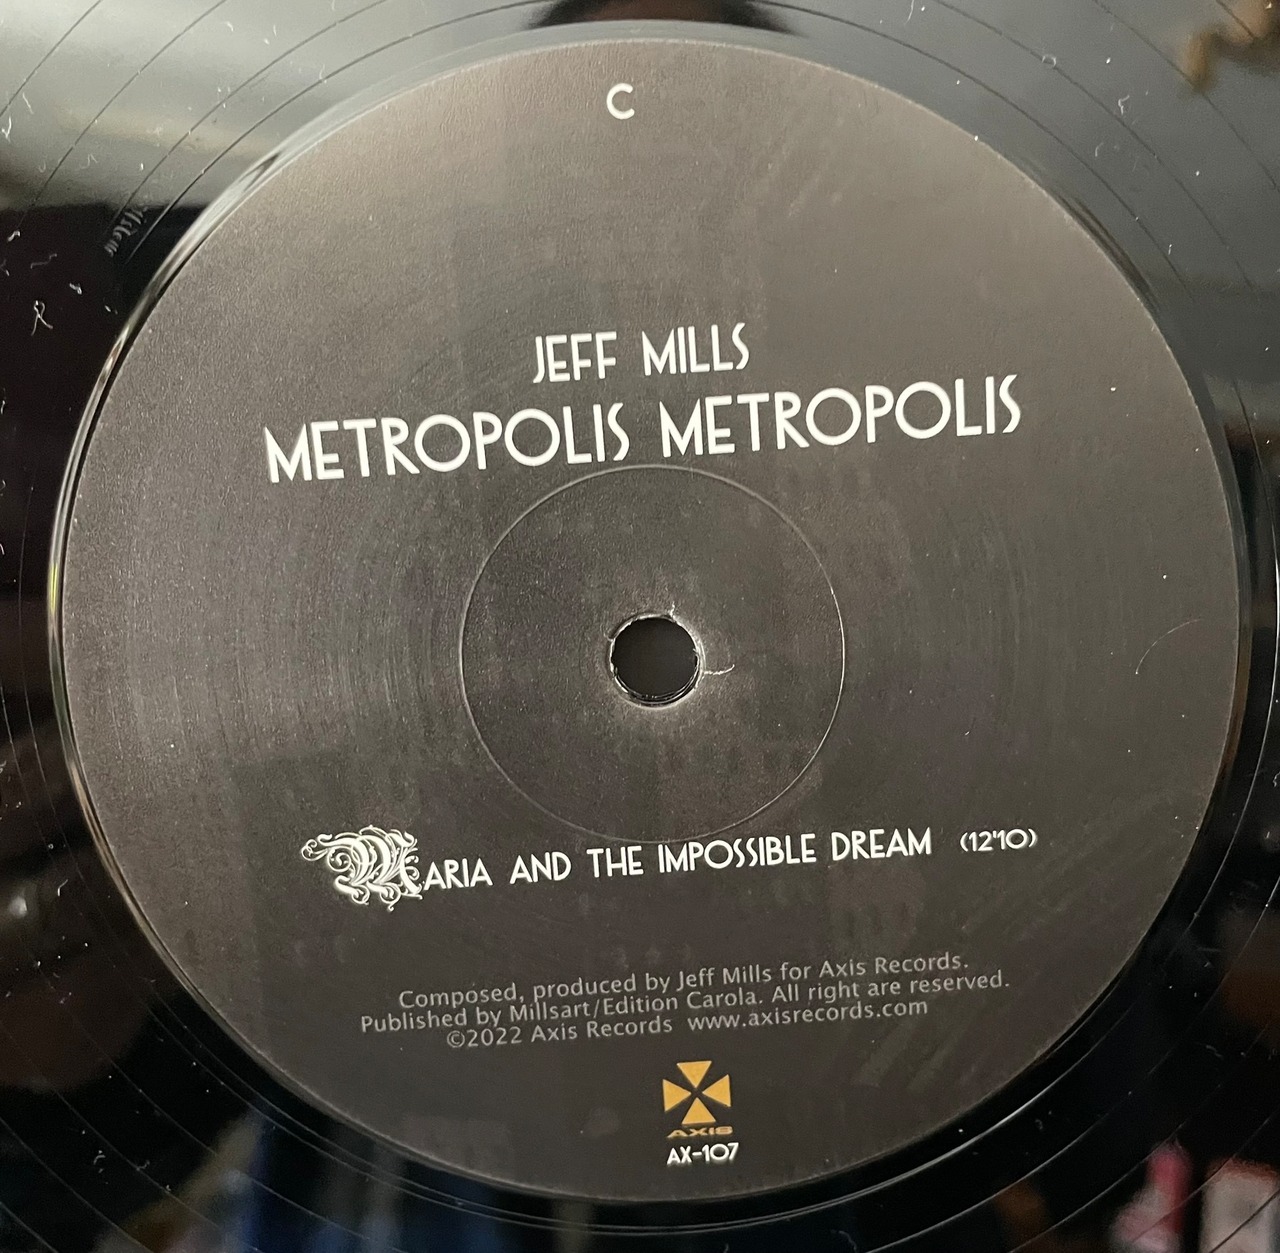 C
JEFF MILLS
METROPOLIS METROPOLIS
MARIA AND THE IMPOSSIBLE DREAM (12'10)
Composed, produced by Jeff Mills for Axis Records.
Published by Millsart/Edition Carola. All right are reserved.
©2022 Axis Records www.axisrecords.com
AXIS
AX-107